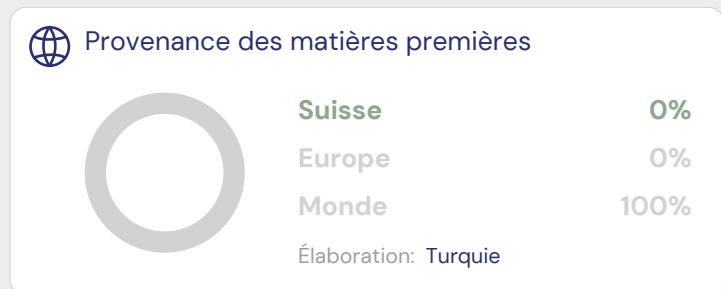 Provenance des matières premières
Suisse 0%
Europe 0%
Monde 100%
Élaboration: Turquie